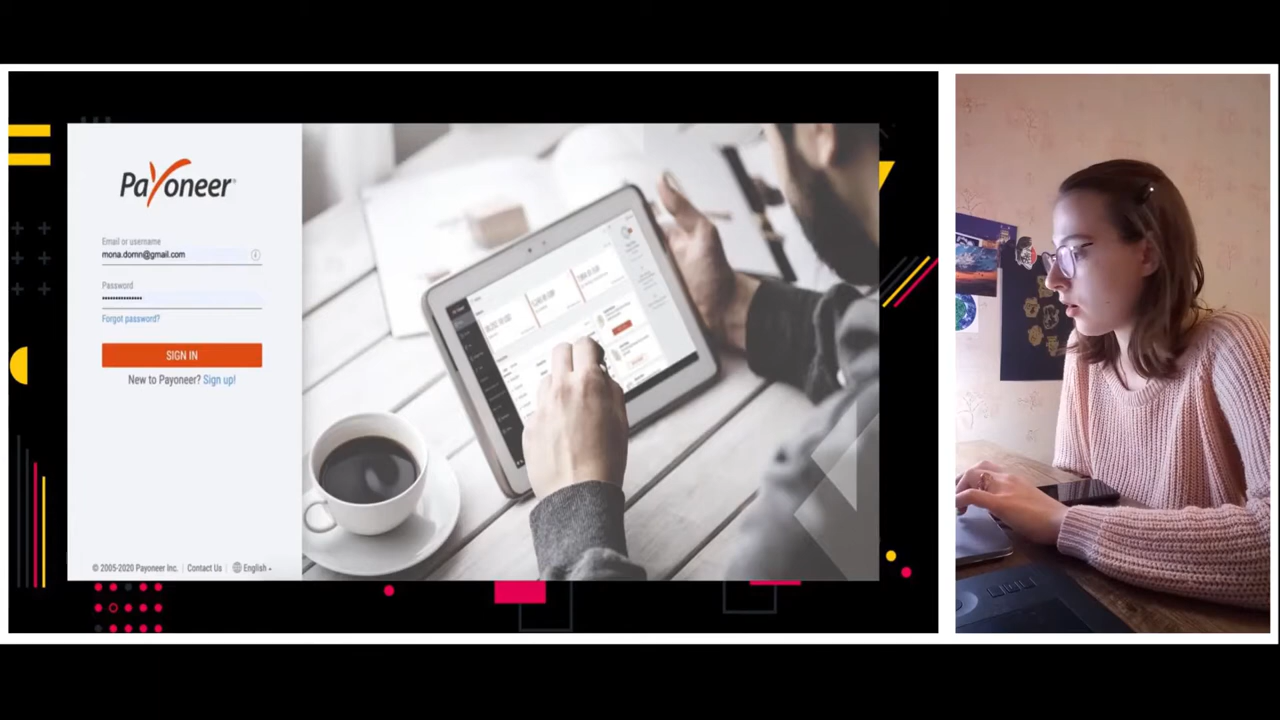 Payoneer
Email or username
mona.domn@gmail.com
Password
Forgot password?
SIGN IN
New to Payoneer? Sign up!
© 2005-2020 Payoneer Inc. | Contact Us | English